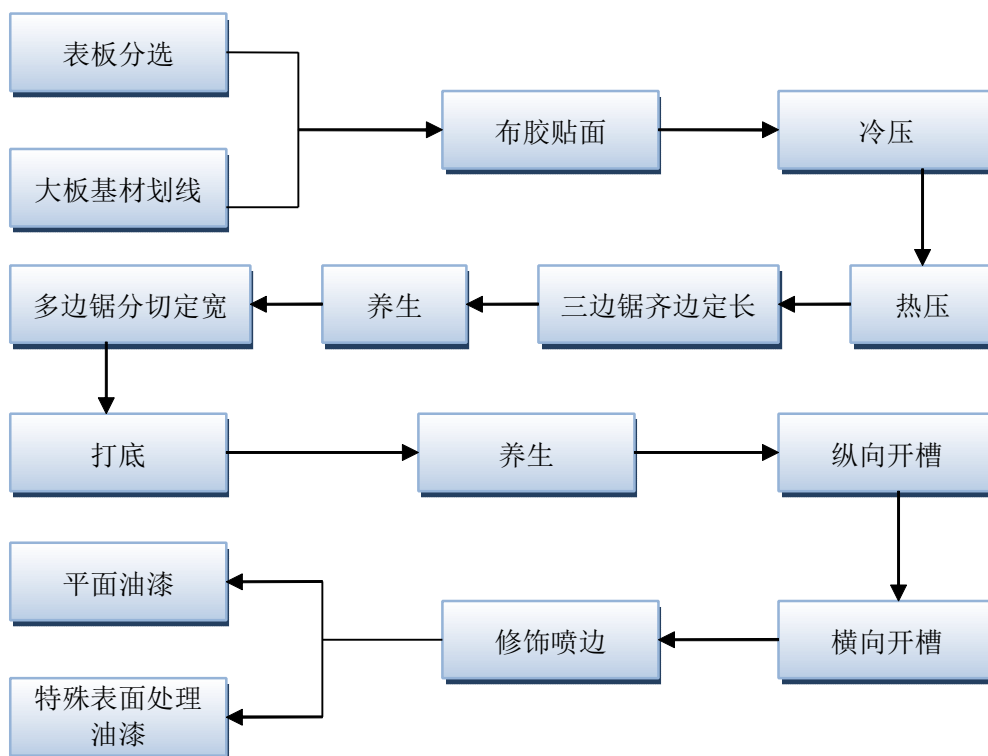 表板分选
大板基材划线
布胶贴面
冷压
热压
三边锯齐边定长
养生
多边锯分切定宽
打底
养生
纵向开槽
横向开槽
修饰喷边
平面油漆
特殊表面处理
油漆